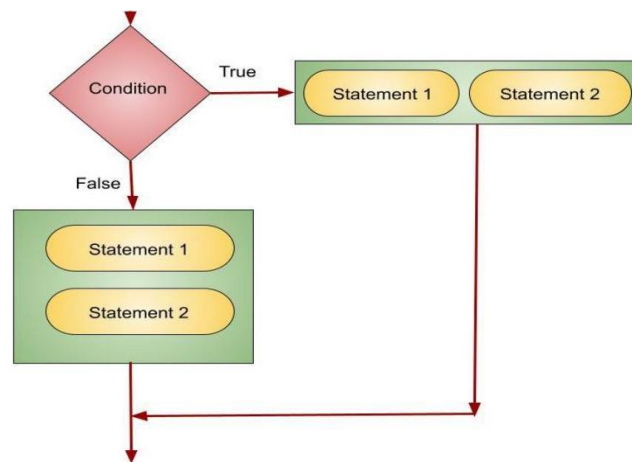 True
Condition
Statement 1
Statement 2
False
Statement 1
Statement 2